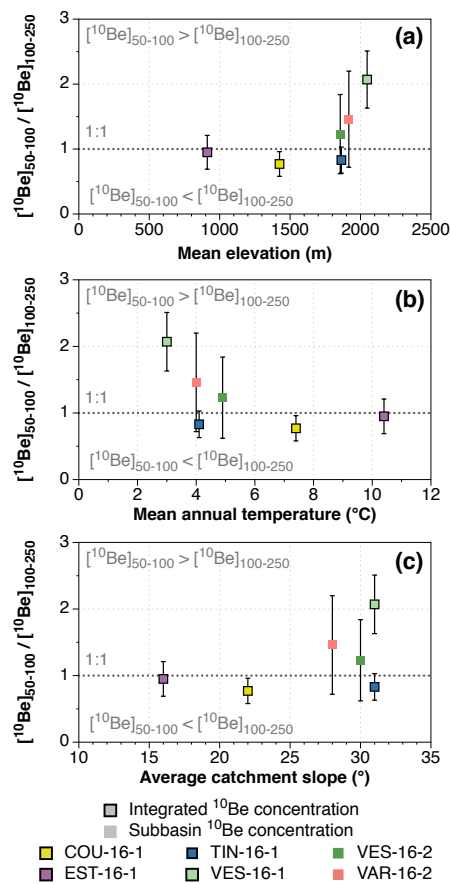 [¹⁰Be]₅₀₋₁₀₀ > [¹⁰Be]₁₀₀₋₂₅₀
(a)
3
2
1
0
1:1
[¹⁰Be]₅₀₋₁₀₀ / [¹⁰Be]₁₀₀₋₂₅₀
[¹⁰Be]₅₀₋₁₀₀ < [¹⁰Be]₁₀₀₋₂₅₀
0 500 1000 1500 2000 2500
Mean elevation (m)
[¹⁰Be]₅₀₋₁₀₀ > [¹⁰Be]₁₀₀₋₂₅₀
(b)
3
2
1
0
1:1
[¹⁰Be]₅₀₋₁₀₀ / [¹⁰Be]₁₀₀₋₂₅₀
[¹⁰Be]₅₀₋₁₀₀ < [¹⁰Be]₁₀₀₋₂₅₀
0 2 4 6 8 10 12
Mean annual temperature (°C)
[¹⁰Be]₅₀₋₁₀₀ > [¹⁰Be]₁₀₀₋₂₅₀
(c)
3
2
1
0
1:1
[¹⁰Be]₅₀₋₁₀₀ / [¹⁰Be]₁₀₀₋₂₅₀
[¹⁰Be]₅₀₋₁₀₀ < [¹⁰Be]₁₀₀₋₂₅₀
10 15 20 25 30 35
Average catchment slope (°)
Integrated ¹⁰Be concentration
Subbasin ¹⁰Be concentration
COU-16-1 TIN-16-1 VES-16-2
EST-16-1 VES-16-1 VAR-16-2